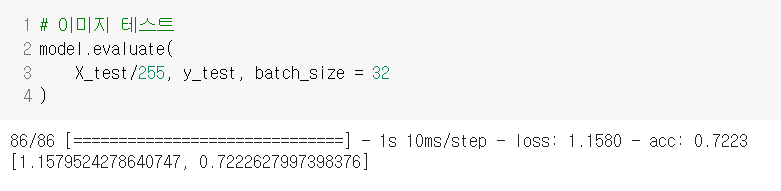 1 # 이미지 테스트
2 model.evaluate(
3     X_test/255, y_test, batch_size = 32
4 )
86/86 [==============================] - 1s 10ms/step - loss: 1.1580 - acc: 0.7223
[1.1579524278640747, 0.7222627997398376]